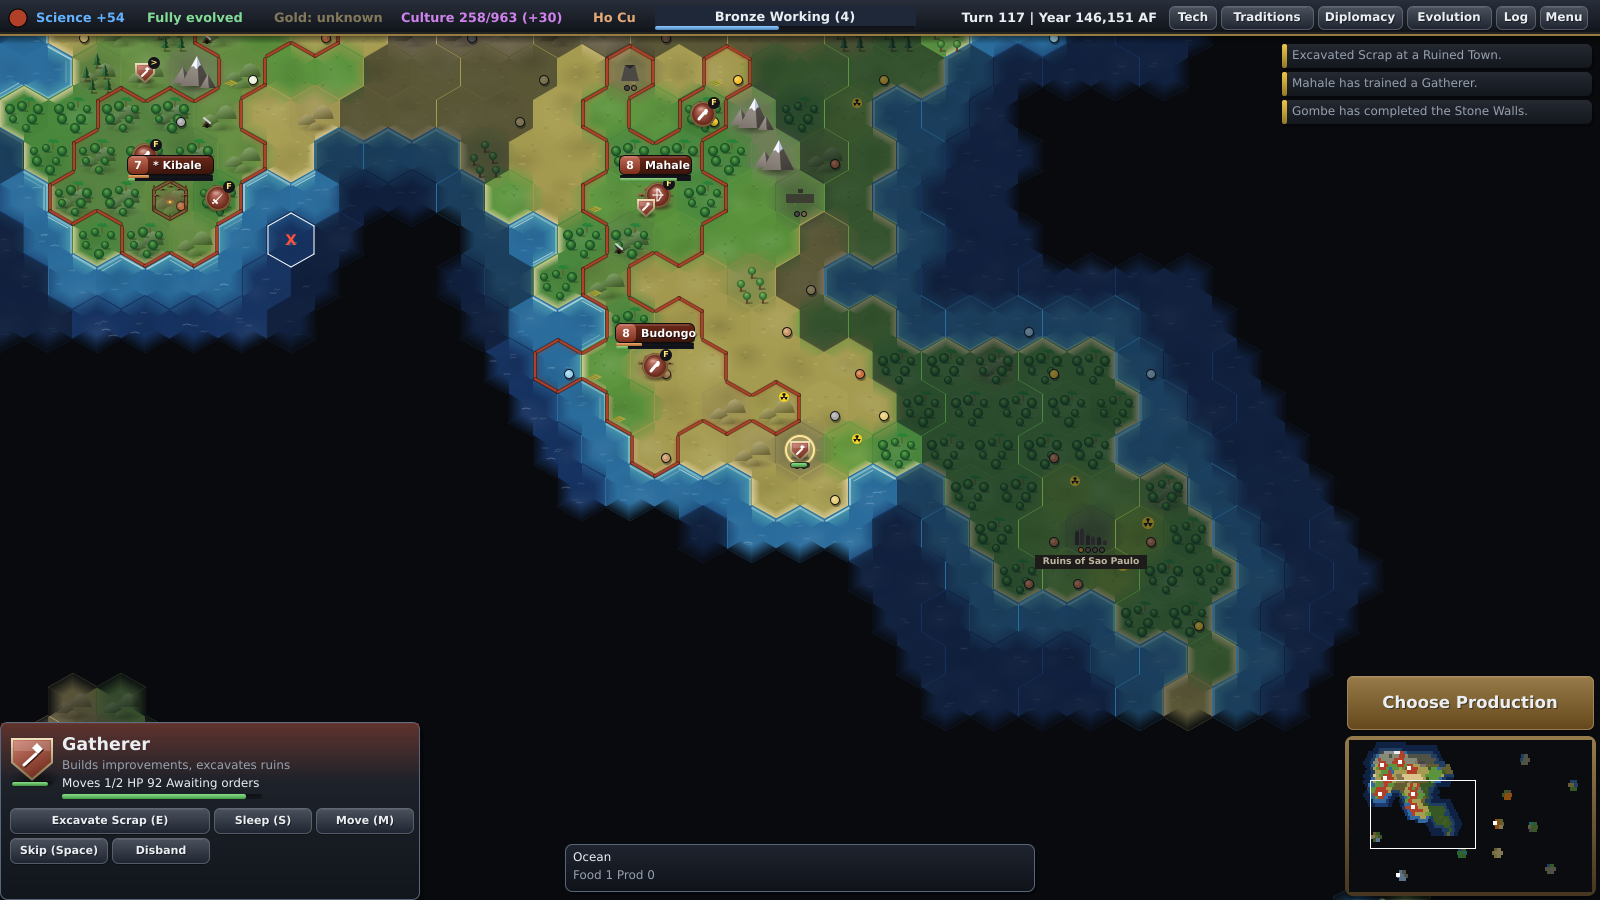 Science +54 Fully evolved Gold: unknown Culture 258/963 (+30) Ho Cu Bronze Working (4) Turn 117 | Year 146,151 AF Tech Traditions Diplomacy Evolution Log Menu
Excavated Scrap at a Ruined Town.
Mahale has trained a Gatherer.
Gombe has completed the Stone Walls.
>
F
F
7 * Kibale
8 Mahale
F
F
X
8 Budongo
F
Ruins of Sao Paulo
Choose Production
Gatherer
Builds improvements, excavates ruins
Moves 1/2 HP 92 Awaiting orders
Excavate Scrap (E) Sleep (S) Move (M)
Skip (Space) Disband
Ocean
Food 1 Prod 0